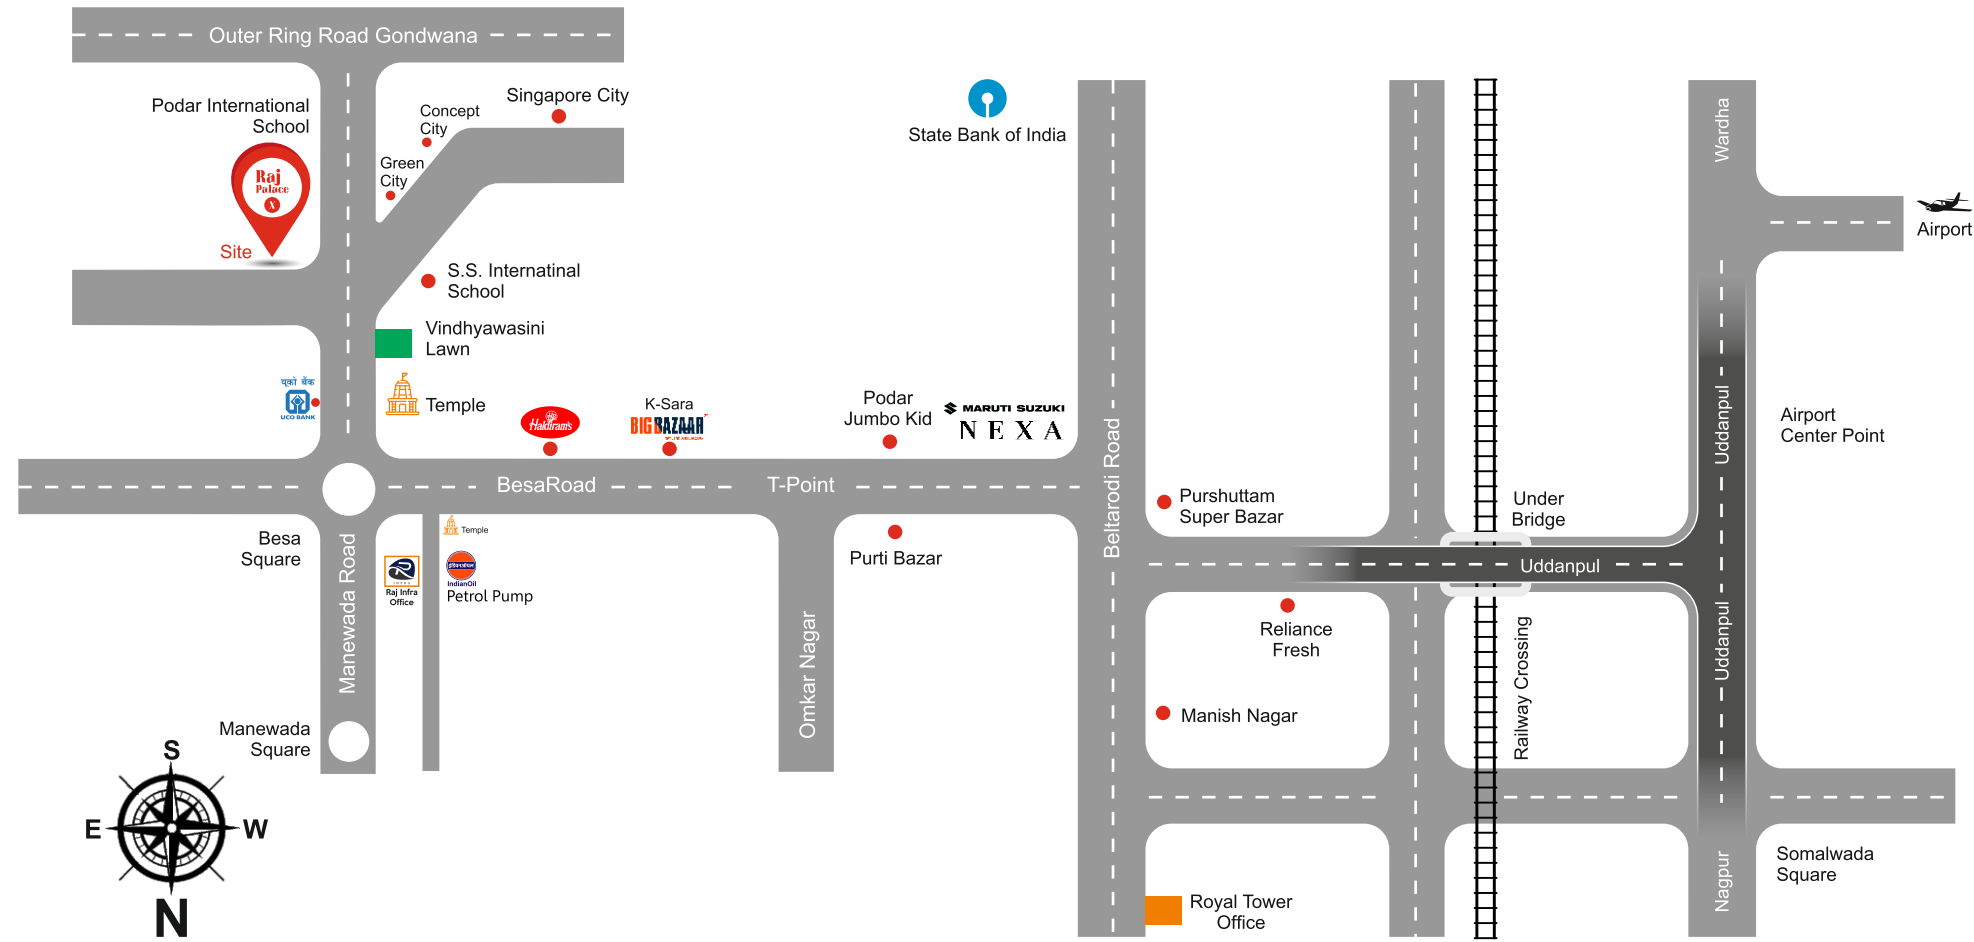 Outer Ring Road Gondwana
Podar International
School
Raj
Palace
X
Site
Concept
City
Green
City
Singapore City
S.S. Internatinal
School
Vindhyawasini
Lawn
Temple
यूको बैंक
UCO BANK
Haldiram's
K-Sara
BIG BAZAAR
Podar
Jumbo Kid
MARUTI SUZUKI
NEXA
State Bank of India
BesaRoad
T-Point
Besa
Square
Manewada Road
Temple
Raj Infra
Office
इंडियनऑयल
IndianOil
Petrol Pump
Purti Bazar
Omkar Nagar
Manewada
Square
S
E
W
N
Beltarodi Road
Purshuttam
Super Bazar
Under
Bridge
Uddanpul
Reliance
Fresh
Manish Nagar
Railway Crossing
Royal Tower
Office
Wardha
Airport
Uddanpul
Airport
Center Point
Uddanpul
Somalwada
Square
Nagpur